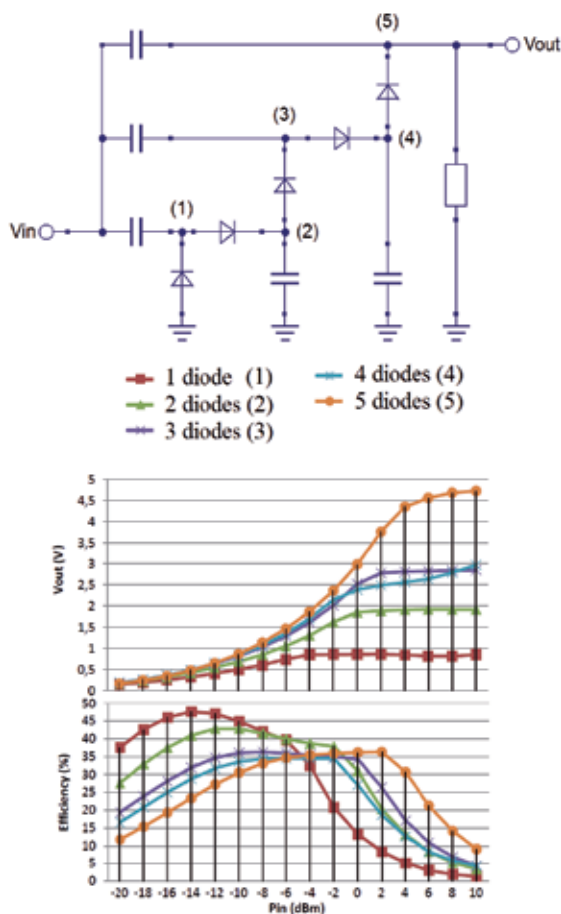 (5)
Vout
(3)
(4)
(1)
Vin
(2)
1 diode (1)
4 diodes (4)
2 diodes (2)
5 diodes (5)
3 diodes (3)
5
4,5
4
3,5
3
2,5
2
1,5
1
0,5
0
Vout (V)
50
45
40
35
30
25
20
15
10
5
0
Efficiency (%)
-20 -18 -16 -14 -12 -10 -8 -6 -4 -2 0 2 4 6 8 10
Pin (dBm)